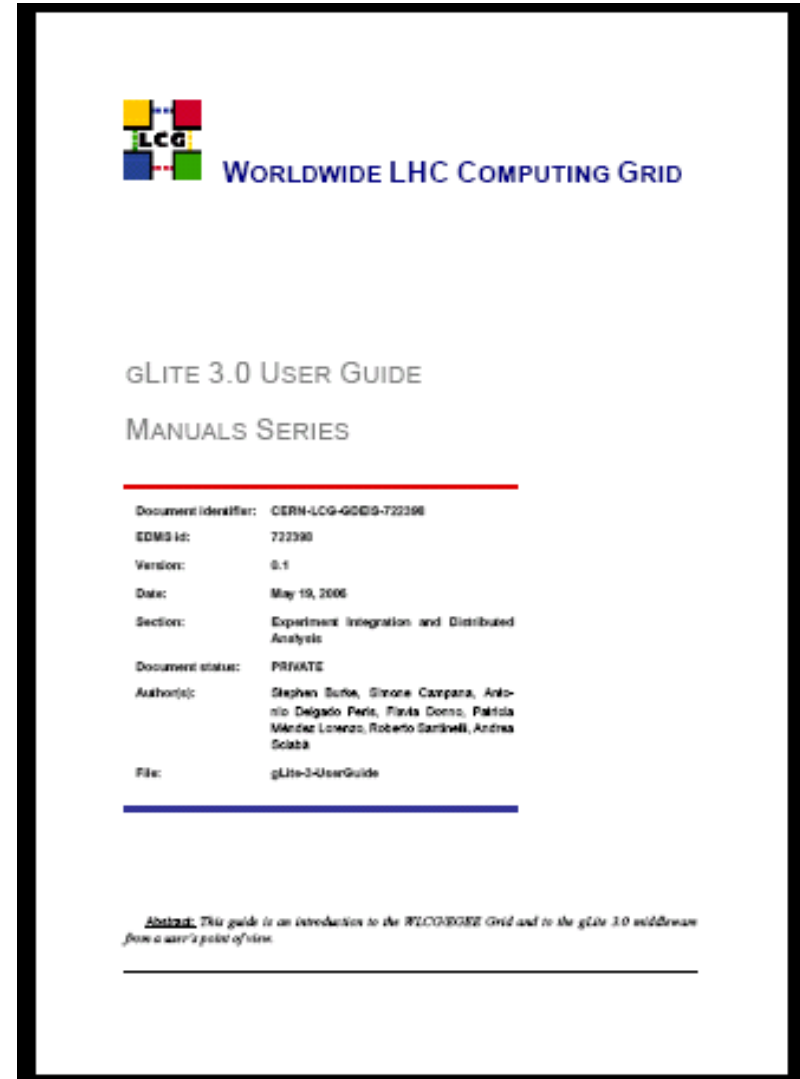 LCG
WORLDWIDE LHC COMPUTING GRID
GLITE 3.0 USER GUIDE
MANUALS SERIES
Document identifier: CERN-LCG-GDEIS-722398
EDMS id: 722398
Version: 0.1
Date: May 19, 2006
Section: Experiment Integration and Distributed
Analysis
Document status: PRIVATE
Author(s): Stephen Burke, Simone Campana, Anto-
nio Delgado Peris, Flavia Donno, Patricia
Méndez Lorenzo, Roberto Santinelli, Andrea
Sciabà
File: gLite-3-UserGuide
Abstract: This guide is an introduction to the WLCG/EGEE Grid and to the gLite 3.0 middleware
from a user's point of view.